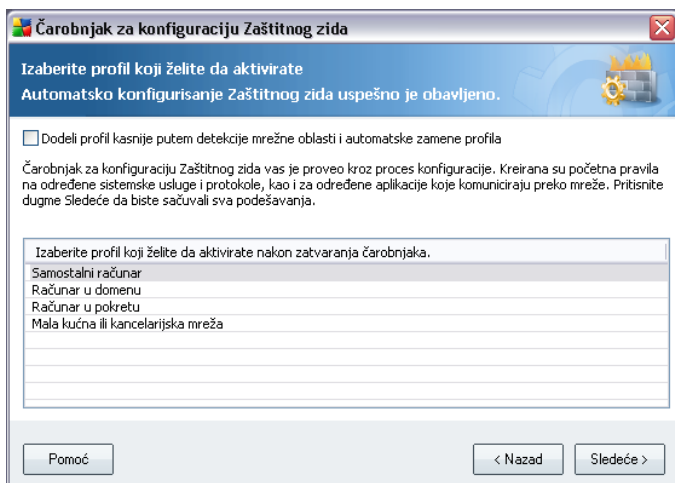 Čarobnjak za konfiguraciju Zaštitnog zida
Izaberite profil koji želite da aktivirate
Automatsko konfigurisanje Zaštitnog zida uspešno je obavljeno.
Dodeli profil kasnije putem detekcije mrežne oblasti i automatske zamene profila
Čarobnjak za konfiguraciju Zaštitnog zida vas je proveo kroz proces konfiguracije. Kreirana su početna pravila
na određene sistemske usluge i protokole, kao i za određene aplikacije koje komuniciraju preko mreže. Pritisnite
dugme Sledeće da biste sačuvali sva podešavanja.
Izaberite profil koji želite da aktivirate nakon zatvaranja čarobnjaka.
Samostalni računar
Računar u domenu
Računar u pokretu
Mala kućna ili kancelarijska mreža
Pomoć
< Nazad
Sledeće >